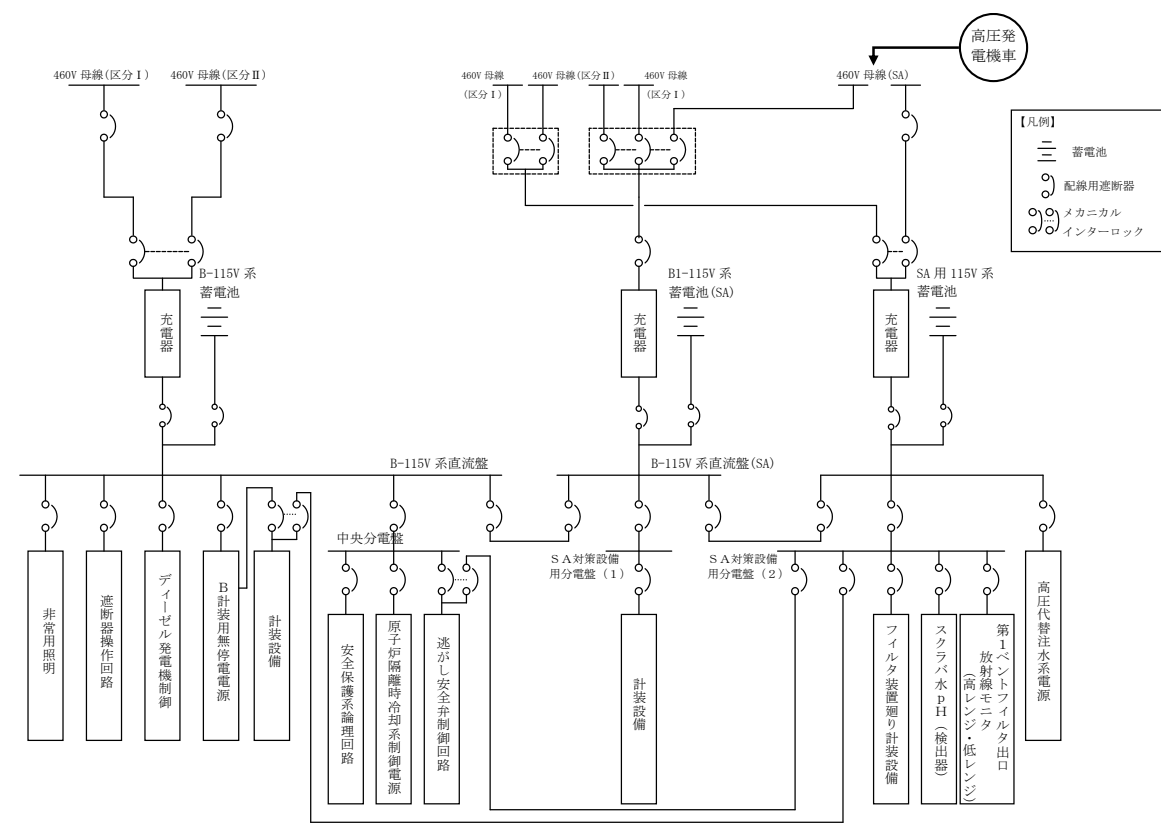 高圧発
電機車
460V 母線(区分Ⅰ)
460V 母線(区分Ⅱ)
460V 母線
(区分Ⅰ)
460V 母線(区分Ⅱ)
460V 母線
(区分Ⅰ)
460V 母線(SA)
【凡例】
蓄電池
配線用遮断器
メカニカル
インターロック
B-115V 系
蓄電池
充電器
B1-115V 系
蓄電池(SA)
充電器
SA 用 115V 系
蓄電池
充電器
B-115V 系直流盤
B-115V 系直流盤(SA)
中央分電盤
SA対策設備
用分電盤(1)
SA対策設備
用分電盤(2)
非常用照明
遮断器操作回路
ディーゼル発電機制御
B計装用無停電電源
計装設備
安全保護系論理回路
原子炉隔離時冷却系制御電源
逃がし安全弁制御回路
計装設備
フィルタ装置廻り計装設備
スクラバ水pH(検出器)
第1ベントフィルタ出口
放射線モニタ
(高レンジ・低レンジ)
高圧代替注水系電源